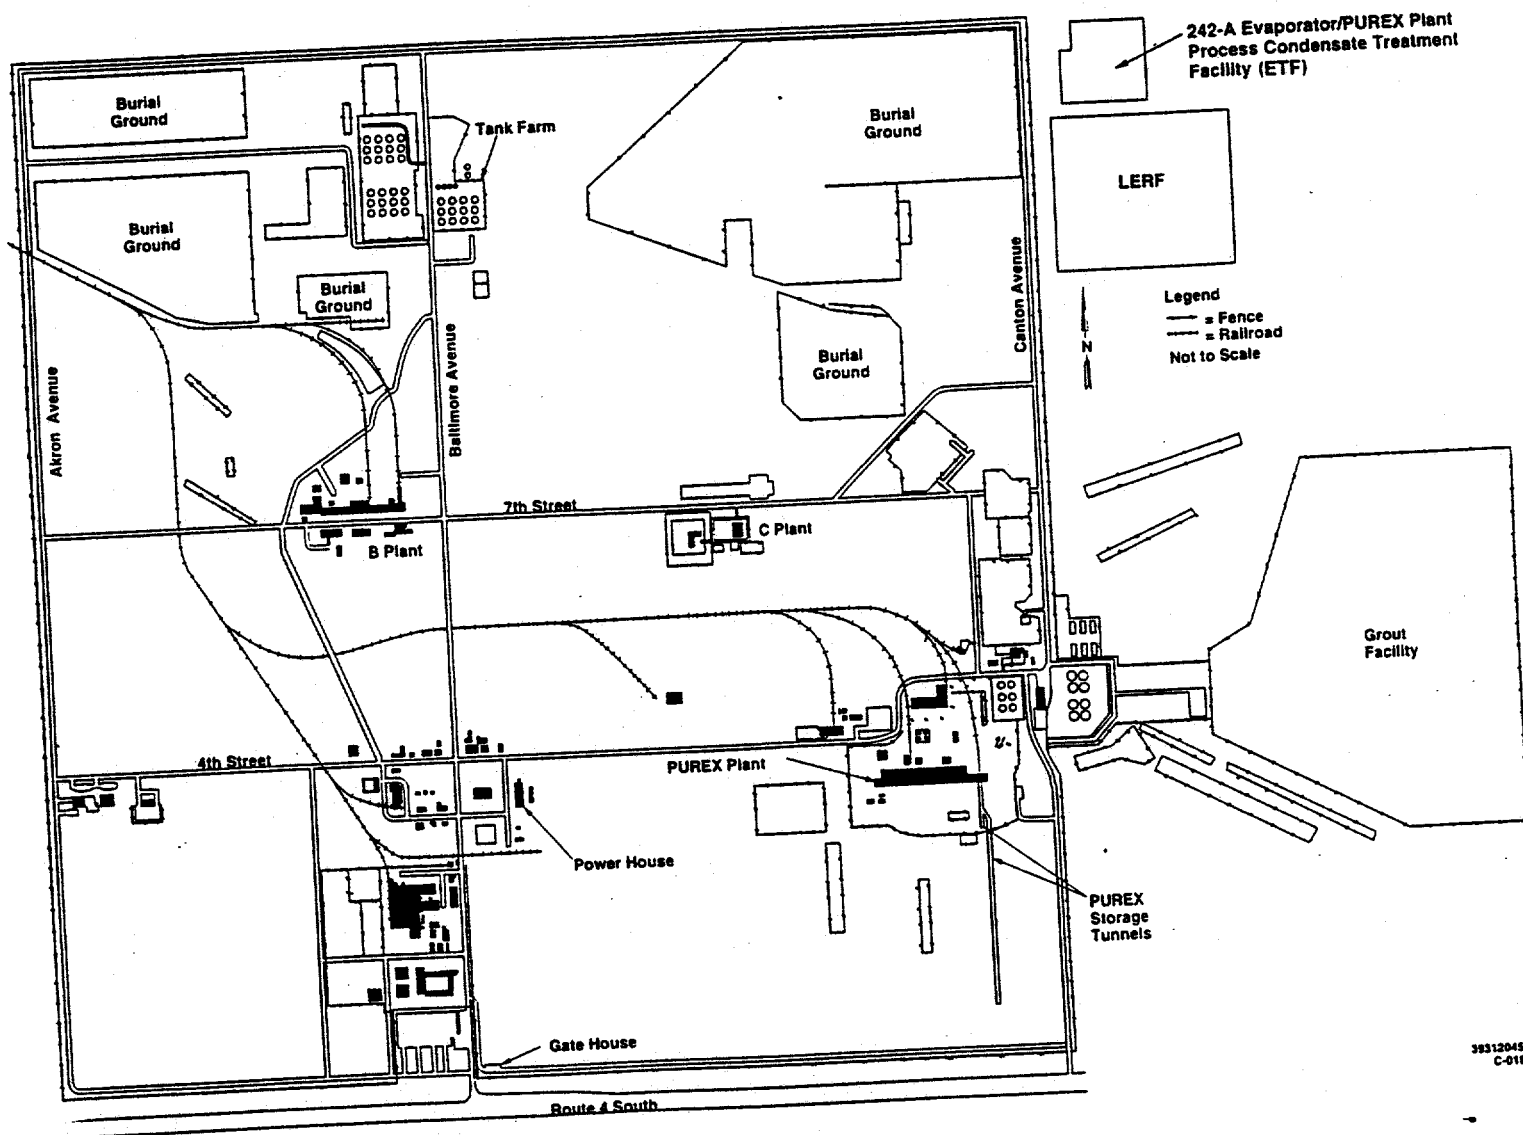 242-A Evaporator/PUREX Plant
Process Condensate Treatment
Facility (ETF)
Burial
Ground
Tank Farm
Burial
Ground
LERF
Burial
Ground
Burial
Ground
Canton Avenue
Legend
= Fence
= Railroad
Not to Scale
N
Baltimore Avenue
Akron Avenue
Burial
Ground
7th Street
C Plant
B Plant
Grout
Facility
4th Street
PUREX Plant
Power House
PUREX
Storage
Tunnels
Gate House
Route 4 South